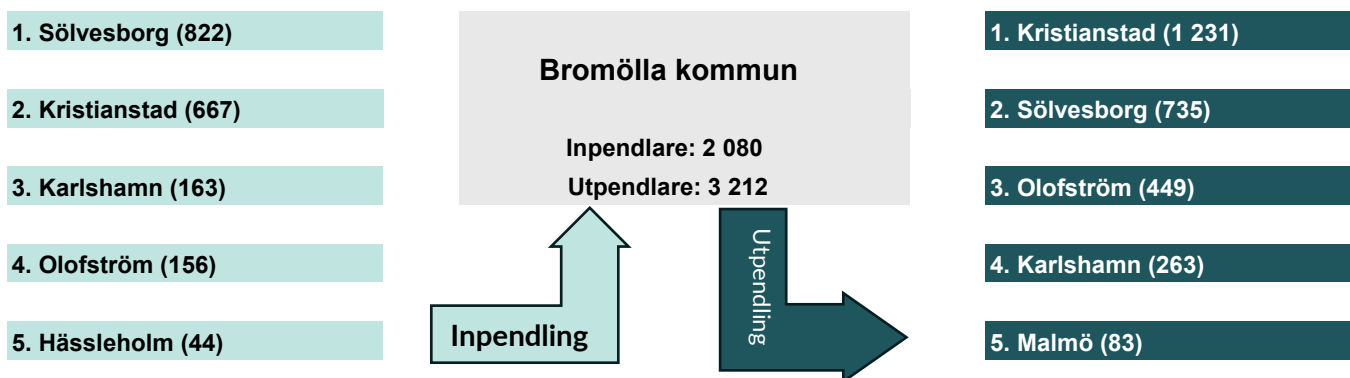 1. Sölvesborg (822)
2. Kristianstad (667)
3. Karlshamn (163)
4. Olofström (156)
5. Hässleholm (44)
Bromölla kommun
Inpendlare: 2 080
Utpendlare: 3 212
Inpendling
Utpendling
1. Kristianstad (1 231)
2. Sölvesborg (735)
3. Olofström (449)
4. Karlshamn (263)
5. Malmö (83)